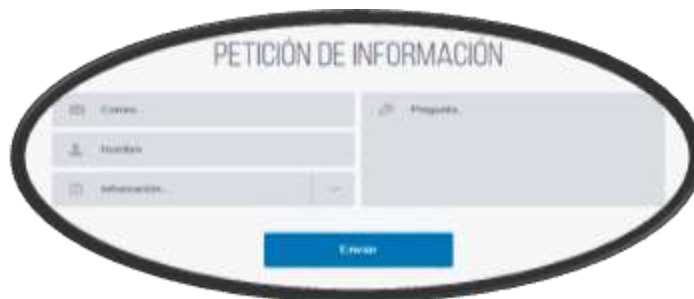 PETICIÓN DE INFORMACIÓN
Correo.
Nombre
Información..
Pregunta.
Enviar